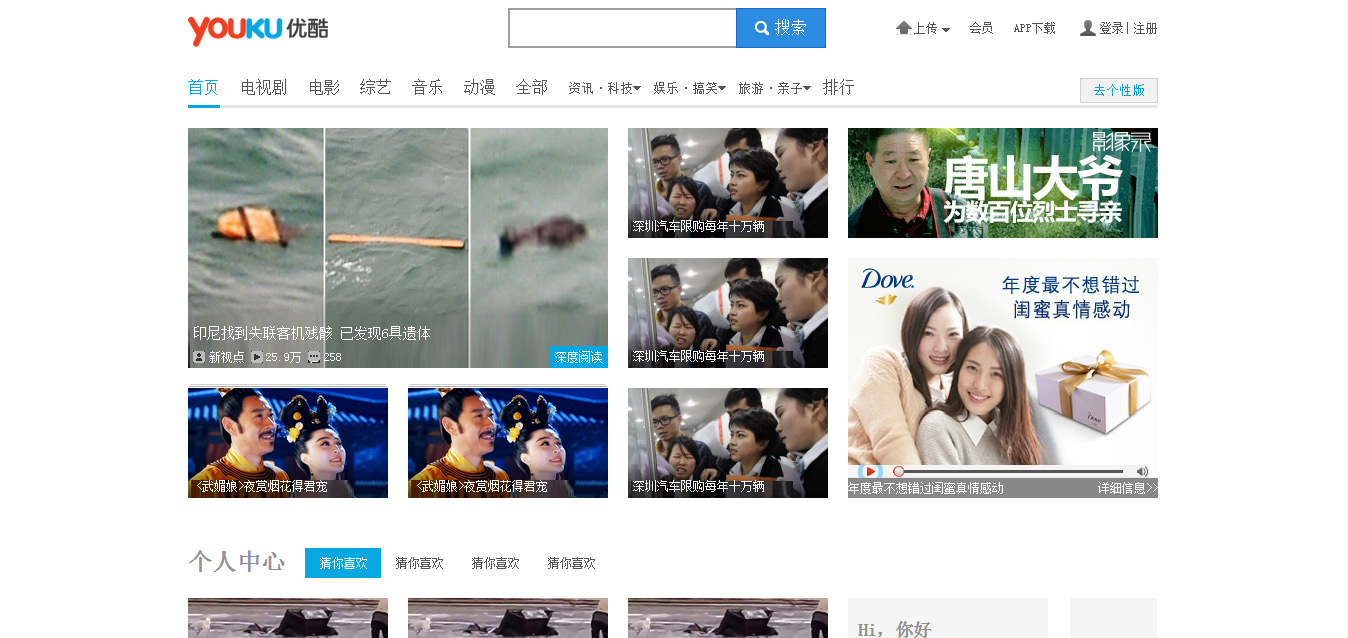 YOUKU 优酷
搜索
上传 会员 APP下载 登录 | 注册
首页 电视剧 电影 综艺 音乐 动漫 全部 资讯·科技 娱乐·搞笑 旅游·亲子 排行
去个性版
印尼找到失联客机残骸 已发现6具遗体
新视点 25.9万 258
深度阅读
深圳汽车限购每年十万辆
深圳汽车限购每年十万辆
影象录
唐山大爷
为数百位烈士寻亲
Dove.
年度最不想错过
闺蜜真情感动
Dove
年度最不想错过闺蜜真情感动 详细信息>>
<武媚娘>夜赏烟花得君宠
<武媚娘>夜赏烟花得君宠
深圳汽车限购每年十万辆
个人中心 猜你喜欢 猜你喜欢 猜你喜欢 猜你喜欢
Hi，你好